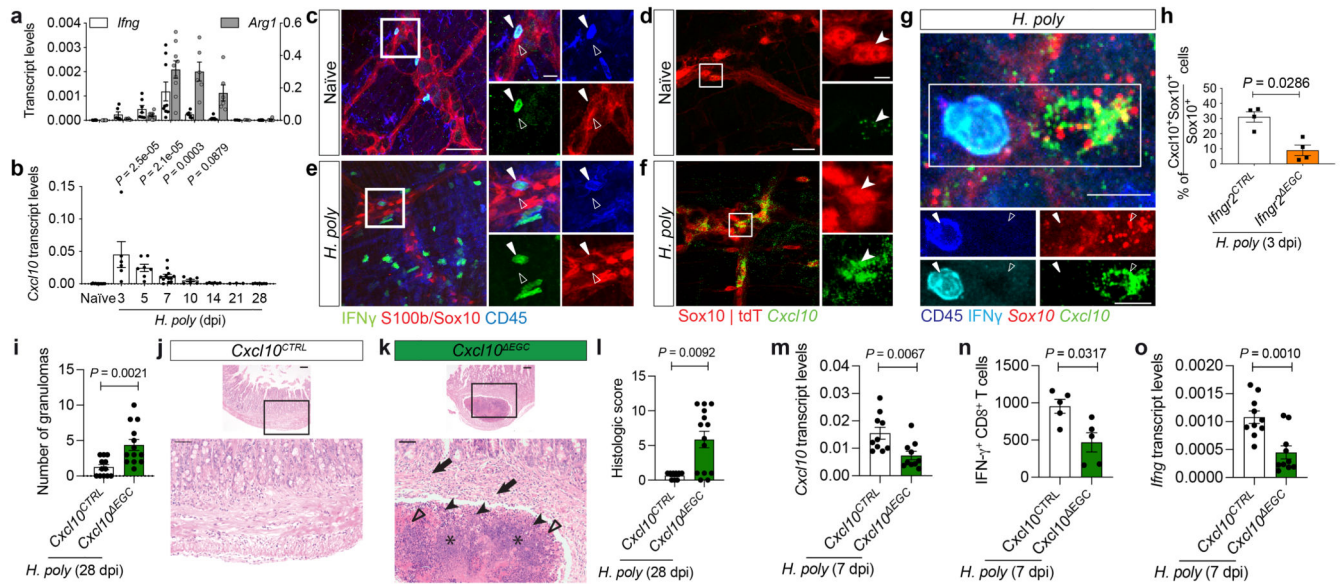 a
Ifng
Arg1
Transcript levels
0.004
0.003
0.002
0.001
0.000
0.6
0.4
0.2
0.0
P = 2.5e-05
P = 2.1e-05
P = 0.0003
P = 0.0879
b
Cxcl10 transcript levels
0.15
0.10
0.05
0.00
Naïve 3 5 7 10 14 21 28
H. poly (dpi)
c
Naïve
e
H. poly
IFNγ S100b/Sox10 CD45
d
Naïve
f
H. poly
Sox10 | tdT Cxcl10
g
H. poly
CD45 IFNγ Sox10 Cxcl10
h
% of Cxcl10⁺Sox10⁺ cells
Sox10⁺
P = 0.0286
50
40
30
20
10
0
Ifngr2CTRL
Ifngr2ΔEGC
H. poly (3 dpi)
i
Number of granulomas
P = 0.0021
15
10
5
0
Cxcl10CTRL
Cxcl10ΔEGC
H. poly (28 dpi)
j
Cxcl10CTRL
k
Cxcl10ΔEGC
* *
l
Histologic score
P = 0.0092
15
10
5
0
Cxcl10CTRL
Cxcl10ΔEGC
H. poly (28 dpi)
m
Cxcl10 transcript levels
P = 0.0067
0.04
0.03
0.02
0.01
0.00
Cxcl10CTRL
Cxcl10ΔEGC
H. poly (7 dpi)
n
IFN-γ⁺ CD8⁺ T cells
P = 0.0317
1500
1000
500
0
Cxcl10CTRL
Cxcl10ΔEGC
H. poly (7 dpi)
o
Ifng transcript levels
P = 0.0010
0.0020
0.0015
0.0010
0.0005
0.0000
Cxcl10CTRL
Cxcl10ΔEGC
H. poly (7 dpi)